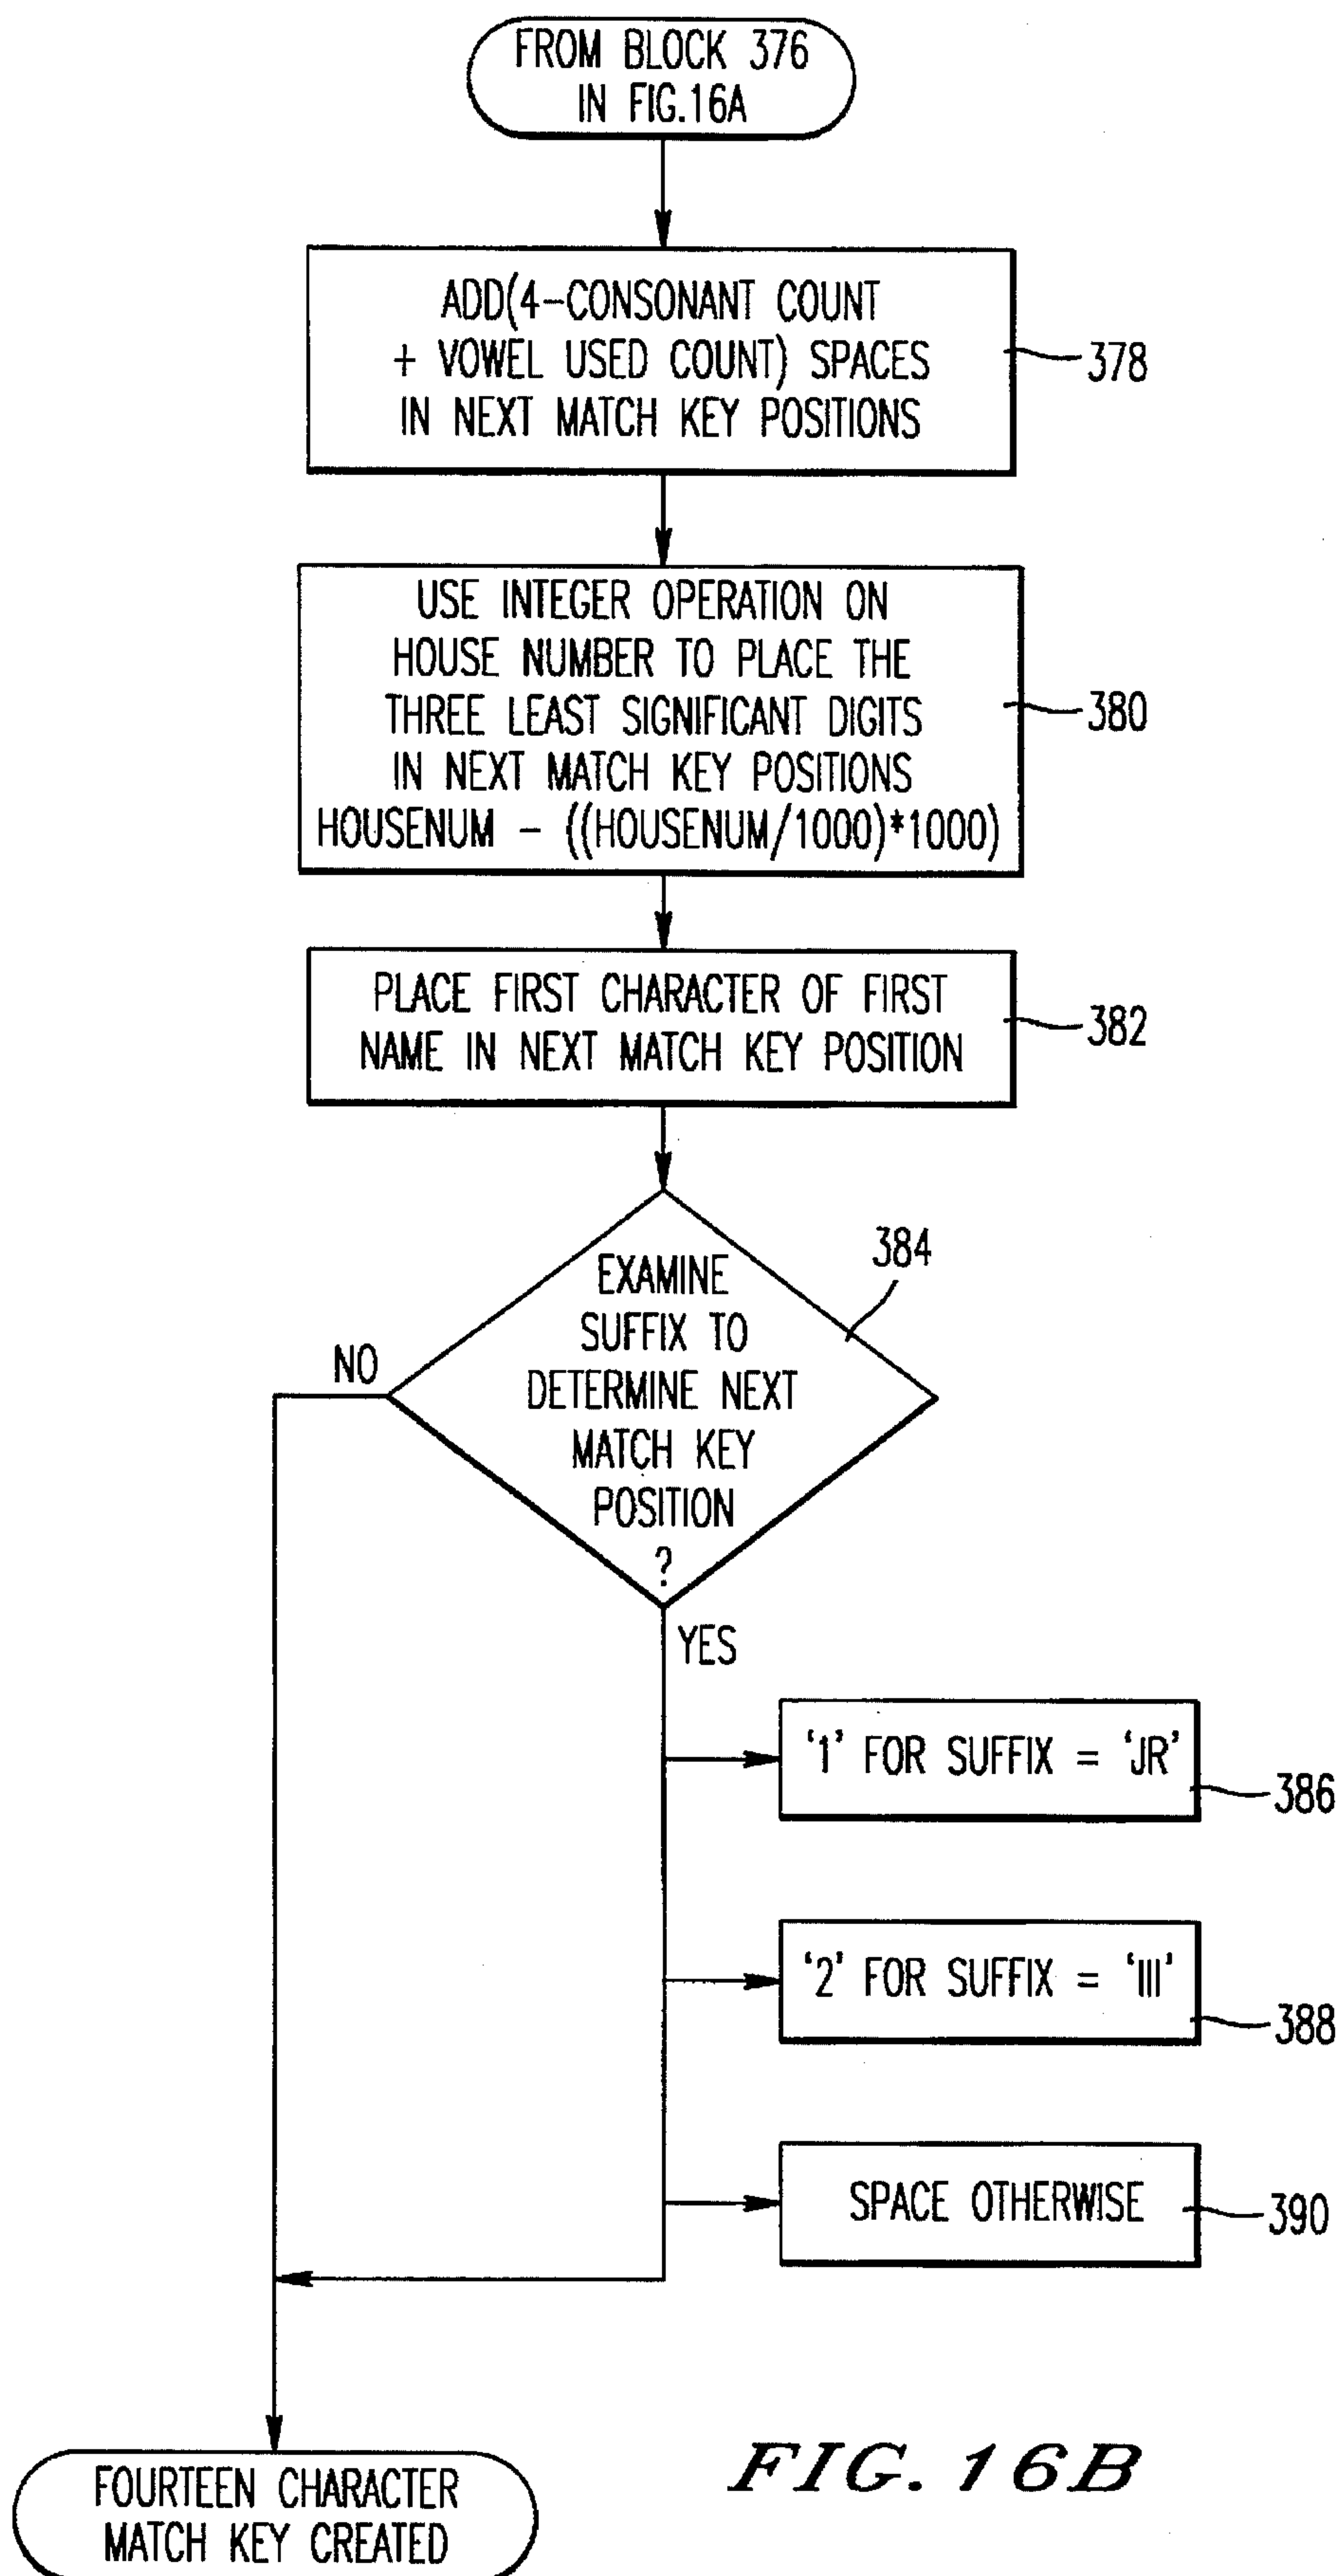 FROM BLOCK 376
IN FIG.16A
ADD(4-CONSONANT COUNT
+ VOWEL USED COUNT) SPACES
IN NEXT MATCH KEY POSITIONS
378
USE INTEGER OPERATION ON
HOUSE NUMBER TO PLACE THE
THREE LEAST SIGNIFICANT DIGITS
IN NEXT MATCH KEY POSITIONS
HOUSENUM - ((HOUSENUM/1000)*1000)
380
PLACE FIRST CHARACTER OF FIRST
NAME IN NEXT MATCH KEY POSITION
382
EXAMINE
SUFFIX TO
DETERMINE NEXT
MATCH KEY
POSITION
?
384
NO
YES
‘1’ FOR SUFFIX = ‘JR’
386
‘2’ FOR SUFFIX = ‘III’
388
SPACE OTHERWISE
390
FOURTEEN CHARACTER
MATCH KEY CREATED
FIG. 16B